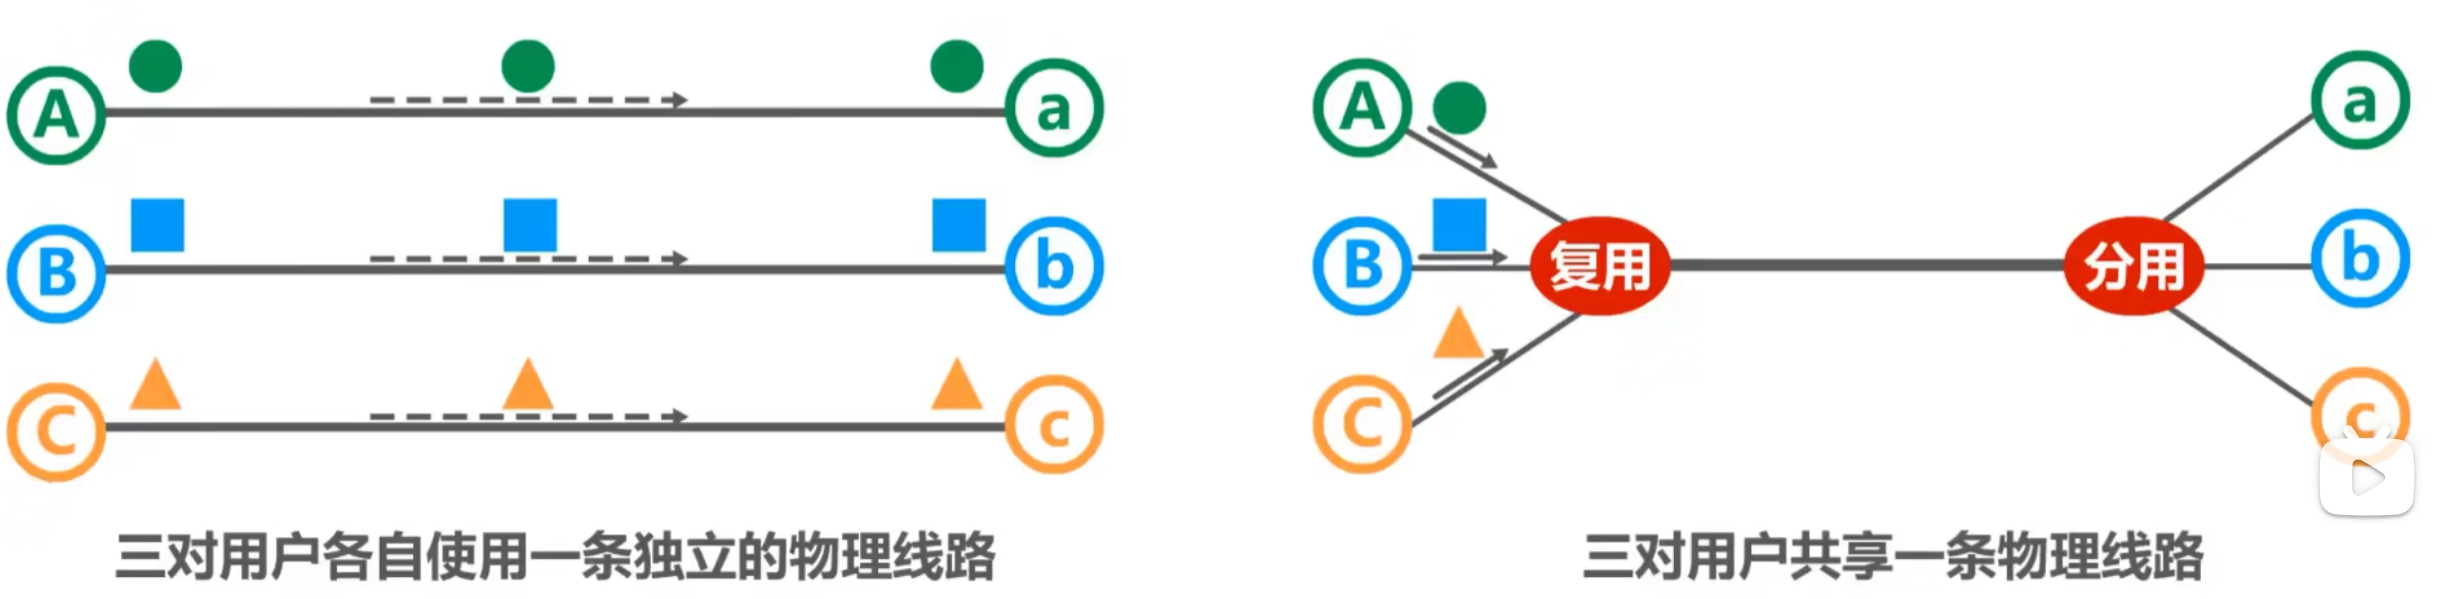 A a
B b
C c
三对用户各自使用一条独立的物理线路
A a
B 复用 分用 b
C c
三对用户共享一条物理线路